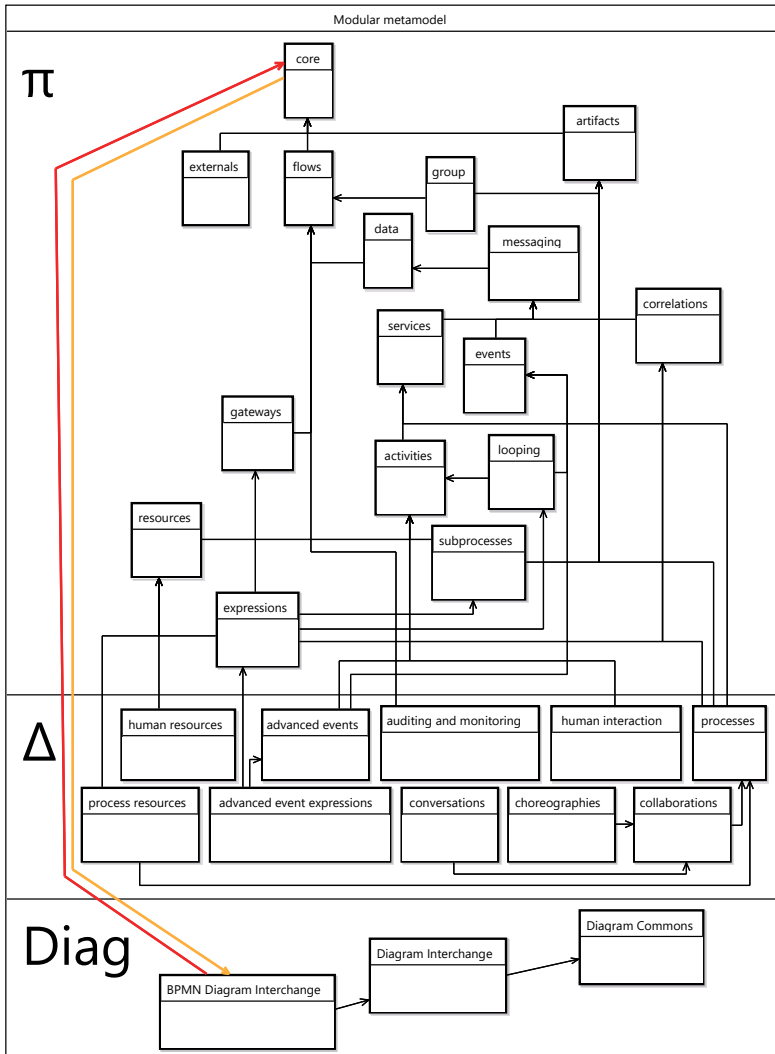 Modular metamodel
π
core
artifacts
externals
flows
group
data
messaging
correlations
services
events
gateways
activities
looping
resources
subprocesses
expressions
Δ
human resources
advanced events
auditing and monitoring
human interaction
processes
process resources
advanced event expressions
conversations
choreographies
collaborations
Diag
Diagram Commons
Diagram Interchange
BPMN Diagram Interchange